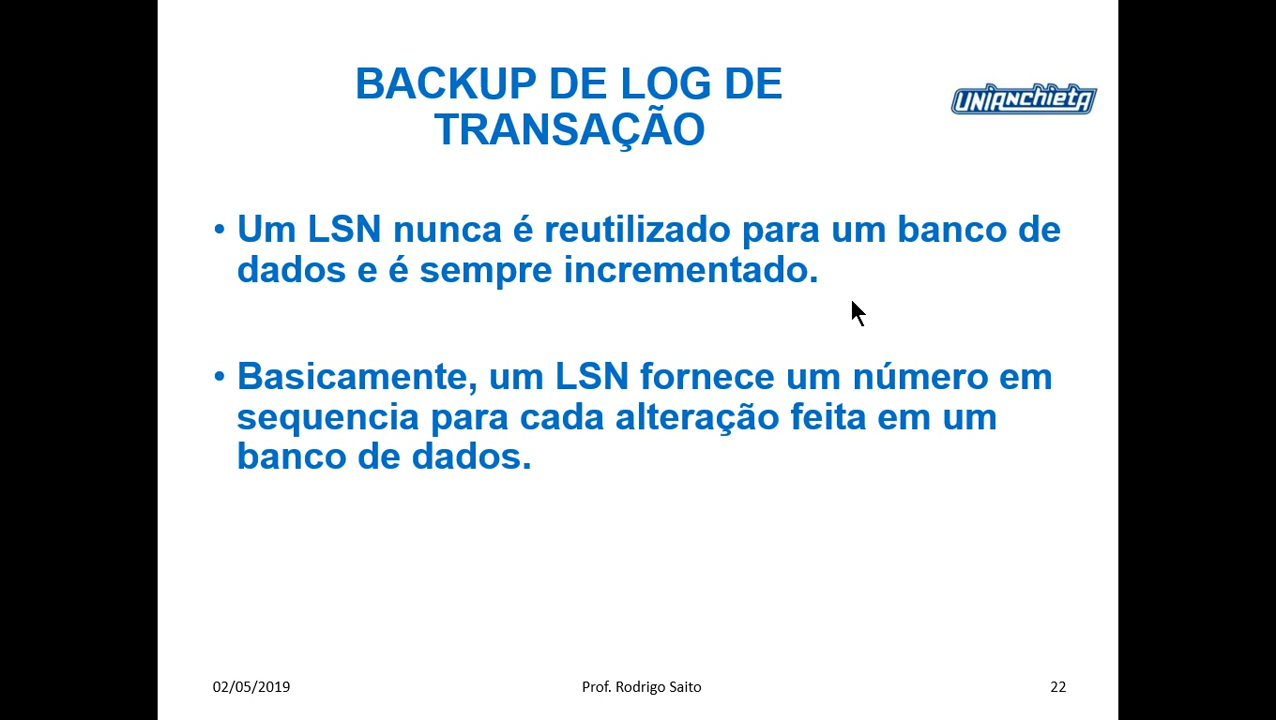 BACKUP DE LOG DE
TRANSAÇÃO
UNIANCHIETA
• Um LSN nunca é reutilizado para um banco de
dados e é sempre incrementado.
• Basicamente, um LSN fornece um número em
sequencia para cada alteração feita em um
banco de dados.
02/05/2019
Prof. Rodrigo Saito
22